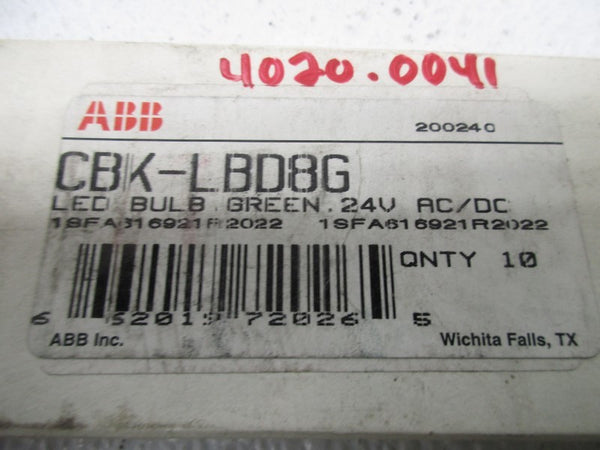 4020.0041
ABB 200240
CBK-LBD8G
LED BULB GREEN 24V AC/DC
1SFA616921R2022 1SFA616921R2022
QNTY 10
6 52019 72026 5
ABB Inc. Wichita Falls, TX